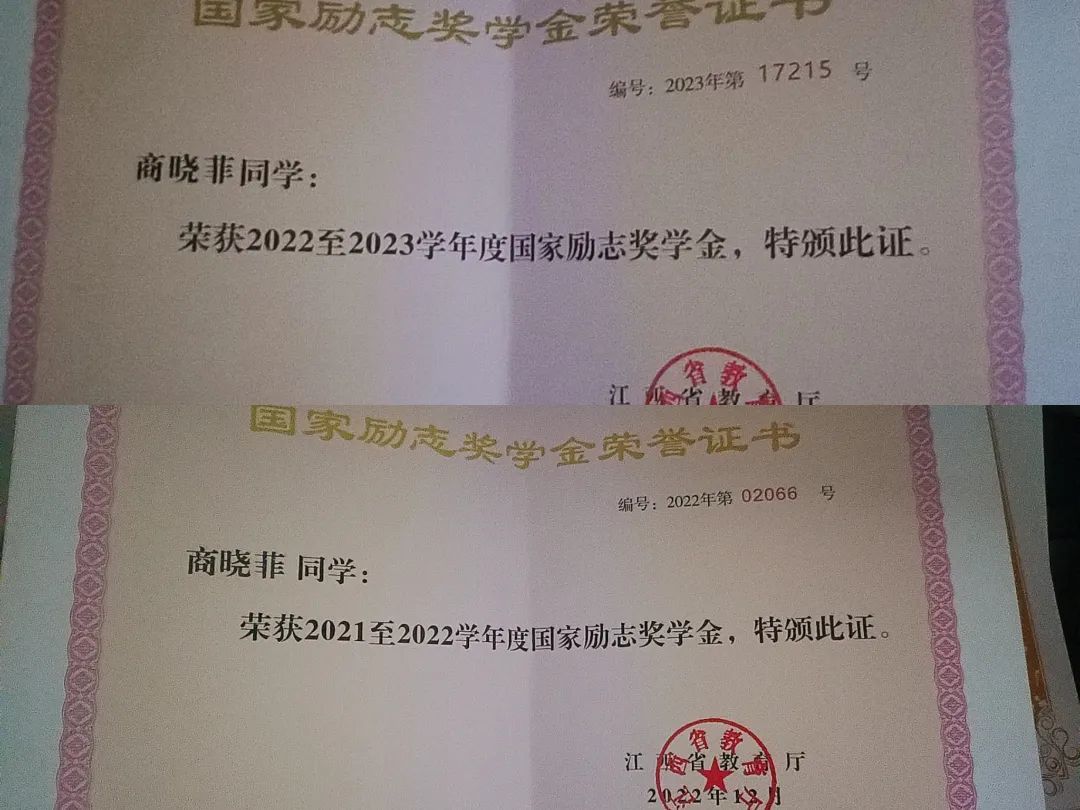 国家励志奖学金荣誉证书
编号：2023年第 17215 号
商晓菲同学：
荣获2022至2023学年度国家励志奖学金，特颁此证。
江西省教育厅
国家励志奖学金荣誉证书
编号：2022年第 02066 号
商晓菲 同学：
荣获2021至2022学年度国家励志奖学金，特颁此证。
江西省教育厅
2022年12月